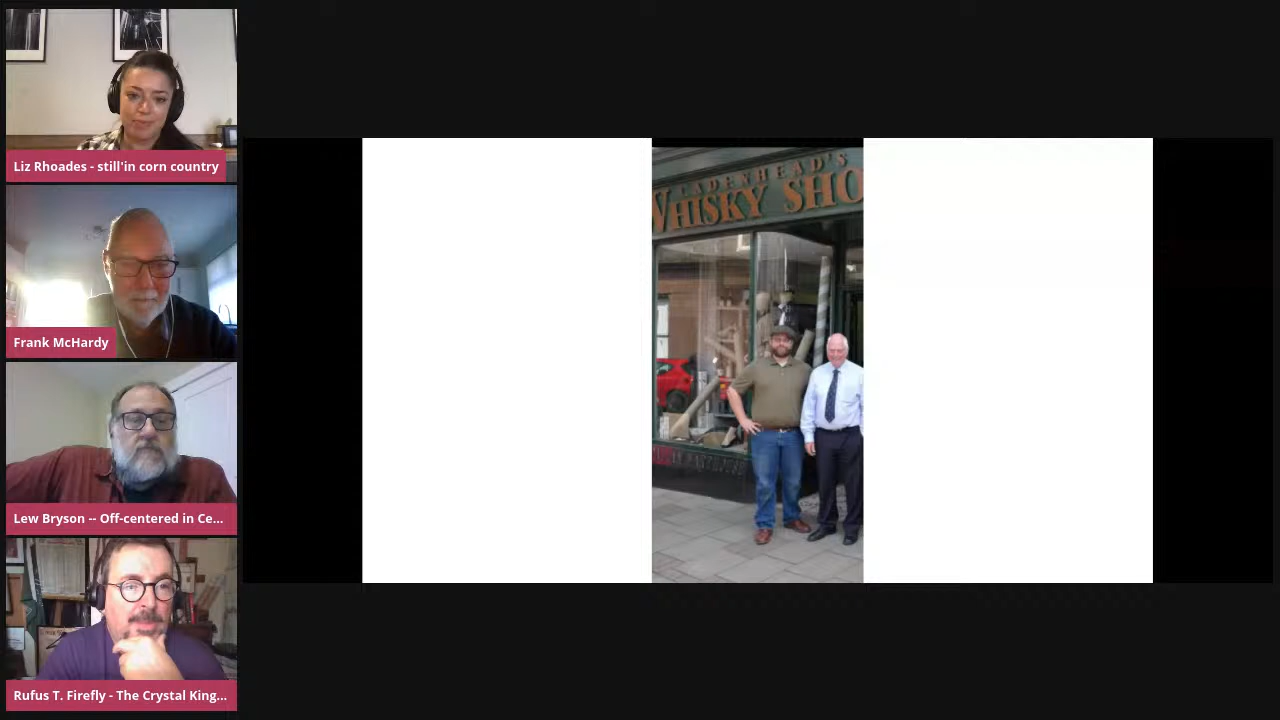 Liz Rhoades - still'in corn country
Frank McHardy
Lew Bryson -- Off-centered in Ce...
Rufus T. Firefly - The Crystal King...
CADENHEAD'S
WHISKY SHO